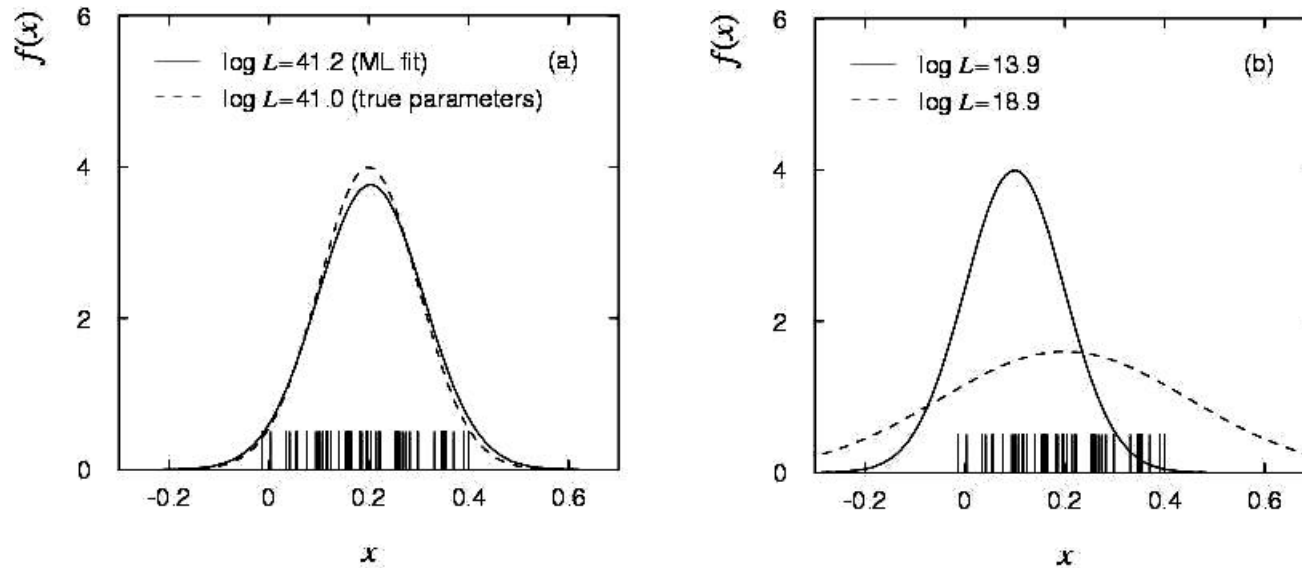 f(x)
6
4
2
0
log L=41.2 (ML fit)
log L=41.0 (true parameters)
(a)
-0.2 0 0.2 0.4 0.6
x
f(x)
6
4
2
0
log L=13.9
log L=18.9
(b)
-0.2 0 0.2 0.4 0.6
x